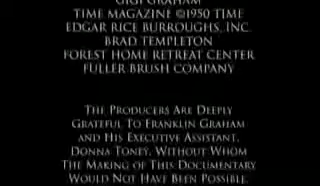 GIGI GRAHAM
TIME MAGAZINE ©1950 TIME
EDGAR RICE BURROUGHS, INC.
BRAD TEMPLETON
FOREST HOME RETREAT CENTER
FULLER BRUSH COMPANY
THE PRODUCERS ARE DEEPLY
GRATEFUL TO FRANKLIN GRAHAM
AND HIS EXECUTIVE ASSISTANT,
DONNA TONEY, WITHOUT WHOM
THE MAKING OF THIS DOCUMENTARY
WOULD NOT HAVE BEEN POSSIBLE.